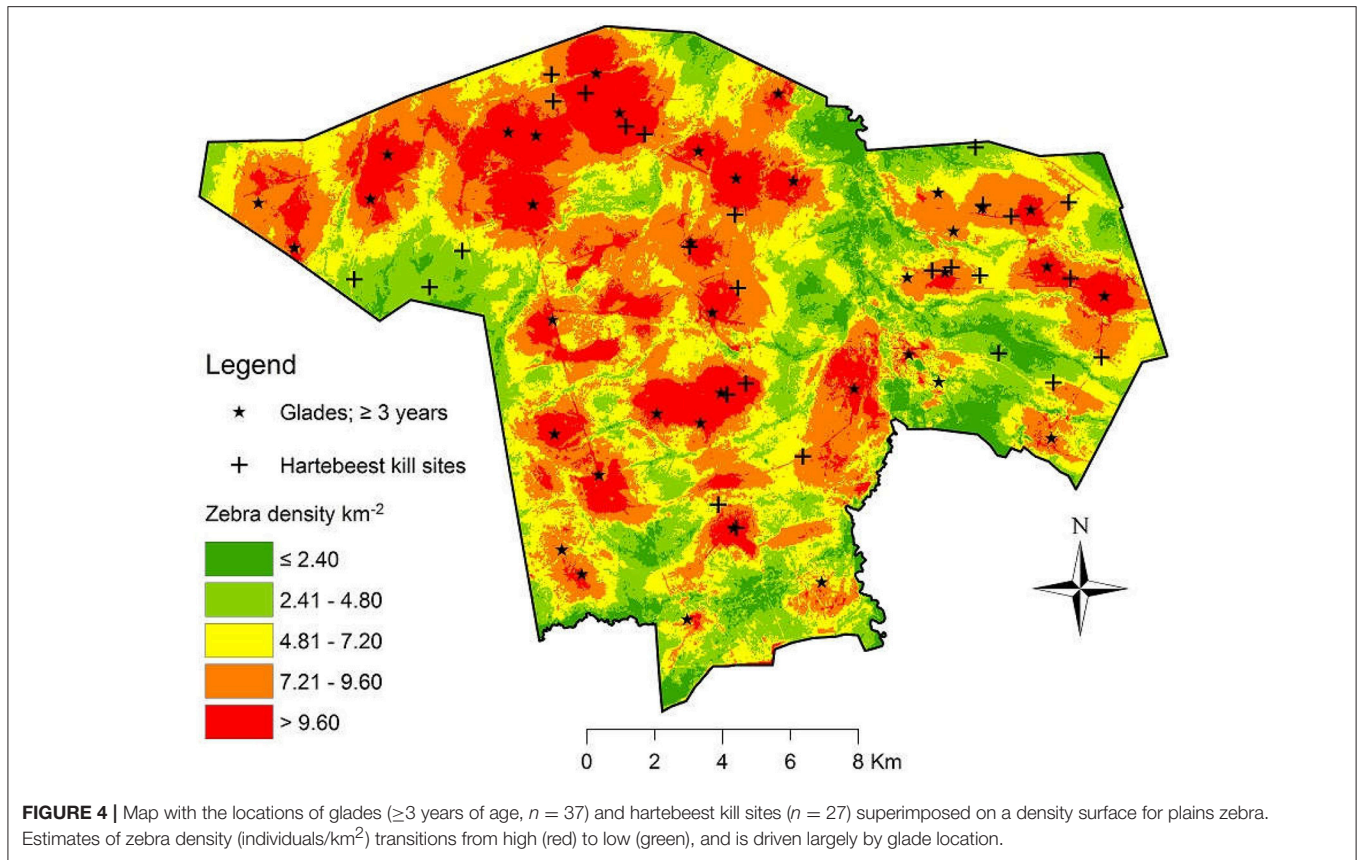 Legend
Glades; ≥ 3 years
Hartebeest kill sites
Zebra density km-2
≤ 2.40
2.41 - 4.80
4.81 - 7.20
7.21 - 9.60
> 9.60
N
0 2 4 6 8 Km
FIGURE 4 | Map with the locations of glades (≥3 years of age, n = 37) and hartebeest kill sites (n = 27) superimposed on a density surface for plains zebra.
Estimates of zebra density (individuals/km2) transitions from high (red) to low (green), and is driven largely by glade location.